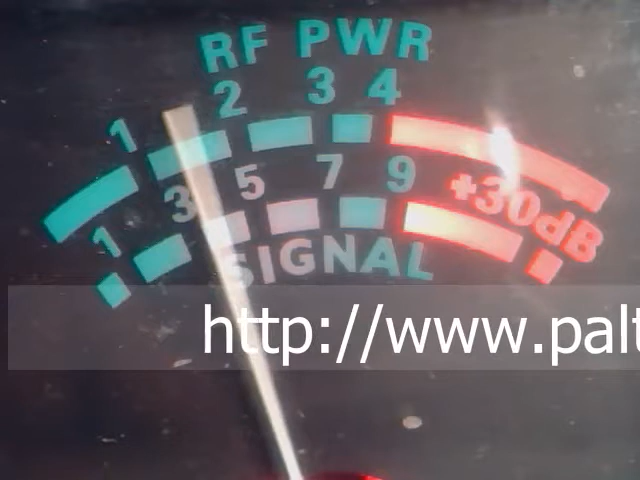 RF PWR
1 2 3 4
1 3 5 7 9 +30dB
SIGNAL
http://www.palt